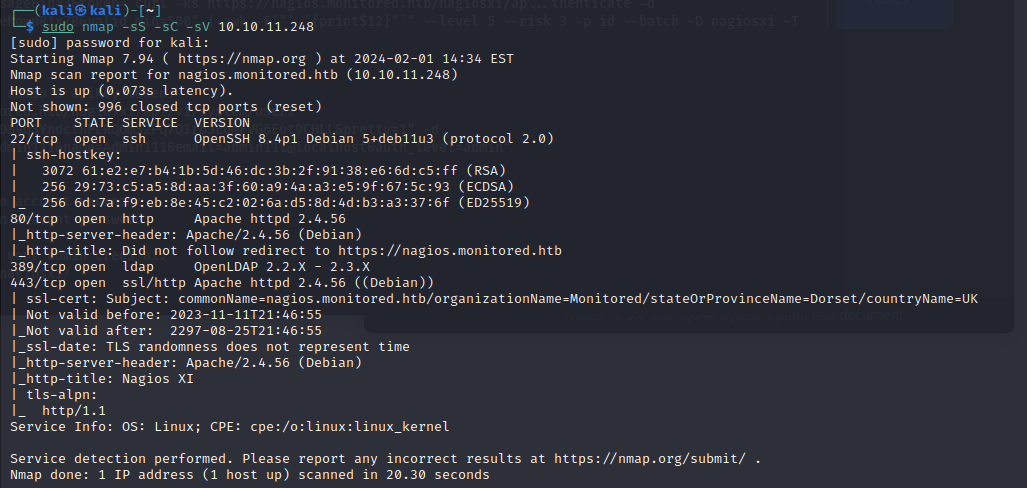 ┌──(kali㉿kali)-[~]
└─$ sudo nmap -sS -sC -sV 10.10.11.248
[sudo] password for kali:
Starting Nmap 7.94 ( https://nmap.org ) at 2024-02-01 14:34 EST
Nmap scan report for nagios.monitored.htb (10.10.11.248)
Host is up (0.073s latency).
Not shown: 996 closed tcp ports (reset)
PORT    STATE SERVICE  VERSION
22/tcp  open  ssh      OpenSSH 8.4p1 Debian 5+deb11u3 (protocol 2.0)
| ssh-hostkey:
|   3072 61:e2:e7:b4:1b:5d:46:dc:3b:2f:91:38:e6:6d:c5:ff (RSA)
|   256 29:73:c5:a5:8d:aa:3f:60:a9:4a:a3:e5:9f:67:5c:93 (ECDSA)
|_  256 6d:7a:f9:eb:8e:45:c2:02:6a:d5:8d:4d:b3:a3:37:6f (ED25519)
80/tcp  open  http     Apache httpd 2.4.56
|_http-server-header: Apache/2.4.56 (Debian)
|_http-title: Did not follow redirect to https://nagios.monitored.htb
389/tcp open  ldap     OpenLDAP 2.2.X - 2.3.X
443/tcp open  ssl/http Apache httpd 2.4.56 ((Debian))
| ssl-cert: Subject: commonName=nagios.monitored.htb/organizationName=Monitored/stateOrProvinceName=Dorset/countryName=UK
| Not valid before: 2023-11-11T21:46:55
|_Not valid after:  2297-08-25T21:46:55
|_ssl-date: TLS randomness does not represent time
|_http-server-header: Apache/2.4.56 (Debian)
|_http-title: Nagios XI
| tls-alpn:
|_  http/1.1
Service Info: OS: Linux; CPE: cpe:/o:linux:linux_kernel

Service detection performed. Please report any incorrect results at https://nmap.org/submit/ .
Nmap done: 1 IP address (1 host up) scanned in 20.30 seconds